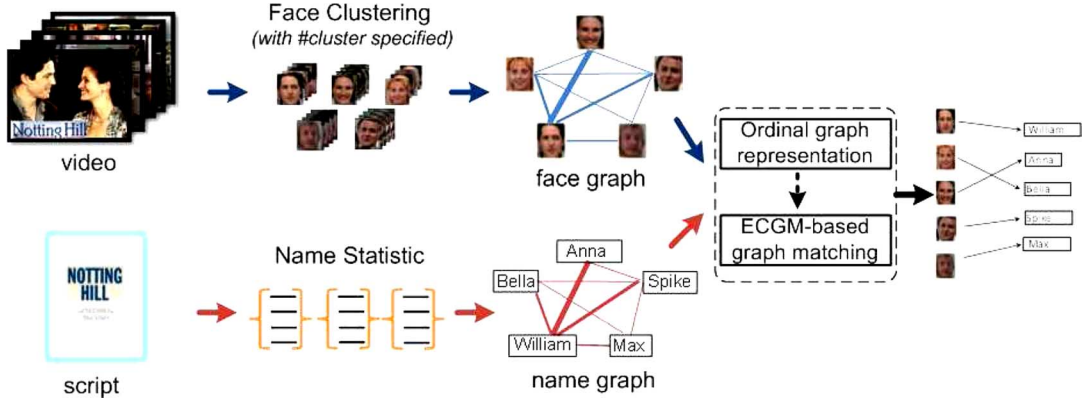 Face Clustering
(with #cluster specified)
Notting Hill
video
face graph
Ordinal graph
representation
ECGM-based
graph matching
William
Anna
Bella
Spike
Max
NOTTING
HILL
script
Name Statistic
Anna
Bella
Spike
William
Max
name graph